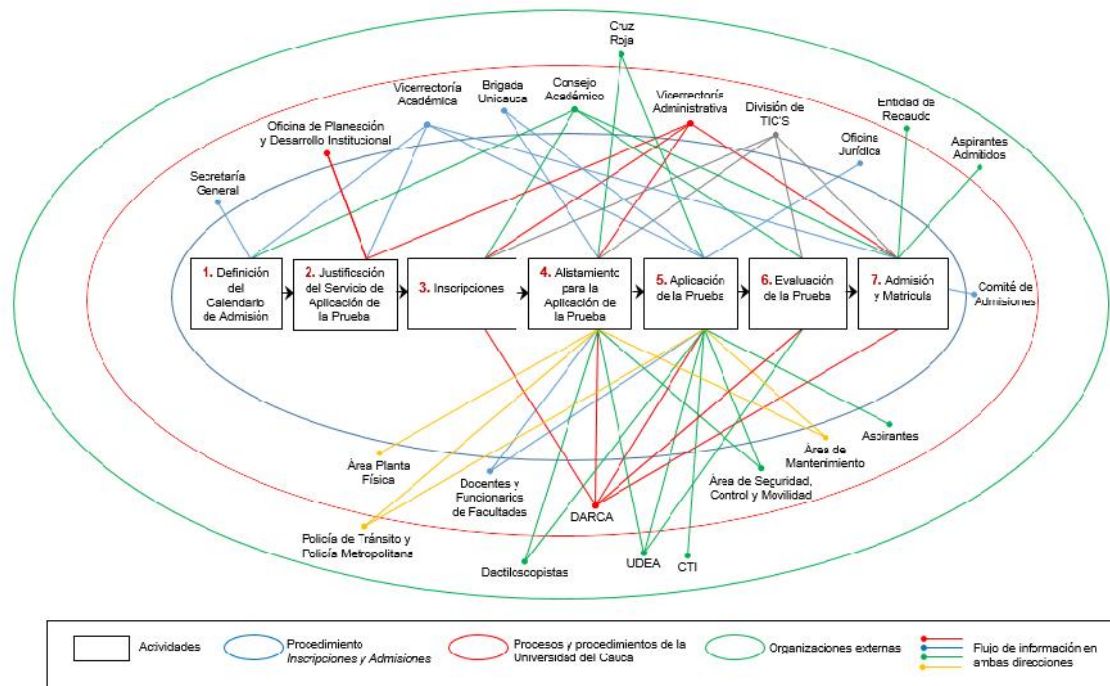 Cruz
Roja
Vicerrectoría
Académica
Brigada
Unicauca
Consejo
Académico
Vicerrectoría
Administrativa
División de
TIC'S
Entidad de
Recaudo
Oficina de Planeación
y Desarrollo Institucional
Oficina
Jurídica
Aspirantes
Admitidos
Secretaría
General
1. Definición
del
Calendario
de Admisión
2. Justificación
del Servicio de
Aplicación de
la Prueba
3. Inscripciones
4. Alistamiento
para la
Aplicación de
la Prueba
5. Aplicación
de la Prueba
6. Evaluación
de la Prueba
7. Admisión
y Matrícula
Comité de
Admisiones
Aspirantes
Área de
Mantenimiento
Área Planta
Física
Docentes y
Funcionarios
de Facultades
Área de Seguridad,
Control y Movilidad
DARCA
Policía de Tránsito y
Policía Metropolitana
Dactiloscopistas
UDEA
CTI
Actividades
Procedimiento
Inscripciones y Admisiones
Procesos y procedimientos de la
Universidad del Cauca
Organizaciones externas
Flujo de información en
ambas direcciones